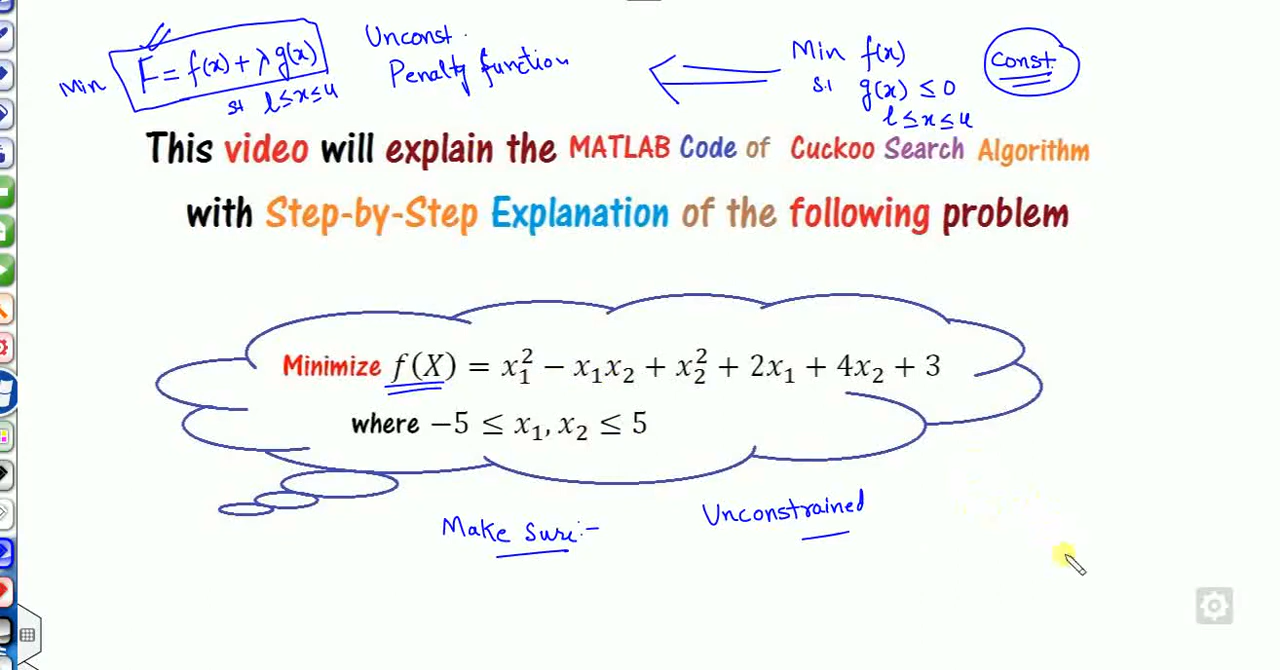 Min F = f(x) + λ g(x)
st l ≤ x ≤ u
Unconst.
Penalty function
Min f(x)
s.t g(x) ≤ 0
l ≤ x ≤ u
Const.
This video will explain the MATLAB Code of Cuckoo Search Algorithm
with Step-by-Step Explanation of the following problem
Minimize f(X) = x₁² − x₁x₂ + x₂² + 2x₁ + 4x₂ + 3
where −5 ≤ x₁, x₂ ≤ 5
Make Sure:-
Unconstrained